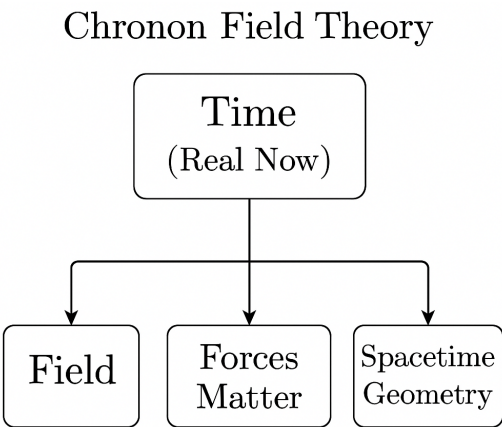 Chronon Field Theory
Time
(Real Now)
Field
Forces
Matter
Spacetime
Geometry